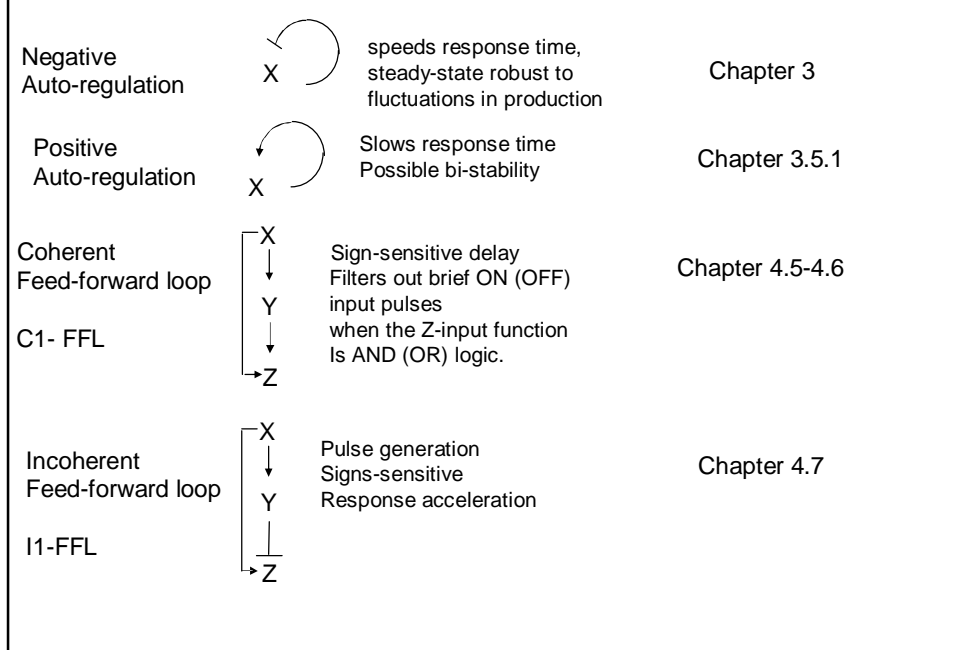 Negative
Auto-regulation
X
speeds response time,
steady-state robust to
fluctuations in production
Chapter 3
Positive
Auto-regulation
X
Slows response time
Possible bi-stability
Chapter 3.5.1
Coherent
Feed-forward loop
C1- FFL
X
Y
Z
Sign-sensitive delay
Filters out brief ON (OFF)
input pulses
when the Z-input function
Is AND (OR) logic.
Chapter 4.5-4.6
Incoherent
Feed-forward loop
I1-FFL
X
Y
Z
Pulse generation
Signs-sensitive
Response acceleration
Chapter 4.7